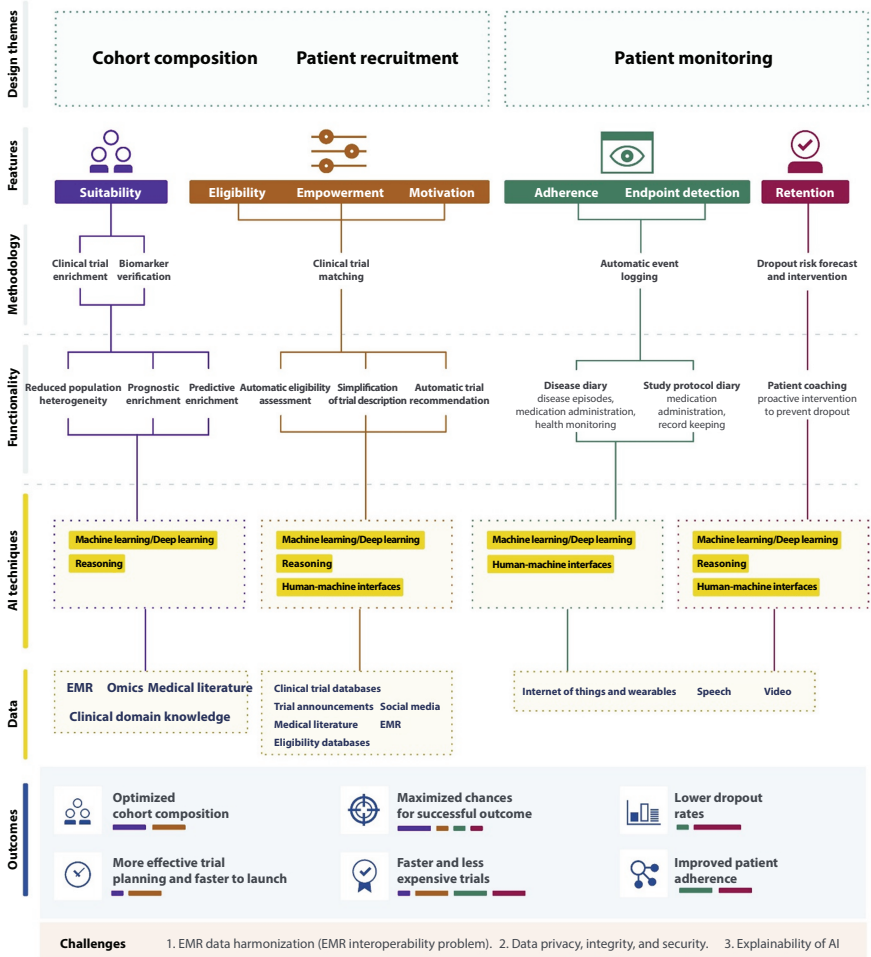 Design themes
Cohort composition
Patient recruitment
Patient monitoring
Features
Suitability
Eligibility
Empowerment
Motivation
Adherence
Endpoint detection
Retention
Methodology
Clinical trial
enrichment
Biomarker
verification
Clinical trial
matching
Automatic event
logging
Dropout risk forecast
and intervention
Functionality
Reduced population
heterogeneity
Prognostic
enrichment
Predictive
enrichment
Automatic eligibility
assessment
Simplification
of trial description
Automatic trial
recommendation
Disease diary
disease episodes,
medication administration,
health monitoring
Study protocol diary
medication
administration,
record keeping
Patient coaching
proactive intervention
to prevent dropout
AI techniques
Machine learning/Deep learning
Reasoning
Machine learning/Deep learning
Reasoning
Human-machine interfaces
Machine learning/Deep learning
Human-machine interfaces
Machine learning/Deep learning
Reasoning
Human-machine interfaces
Data
EMR Omics Medical literature
Clinical domain knowledge
Clinical trial databases
Trial announcements Social media
Medical literature EMR
Eligibility databases
Internet of things and wearables Speech Video
Outcomes
Optimized
cohort composition
Maximized chances
for successful outcome
Lower dropout
rates
More effective trial
planning and faster to launch
Faster and less
expensive trials
Improved patient
adherence
Challenges 1. EMR data harmonization (EMR interoperability problem). 2. Data privacy, integrity, and security. 3. Explainability of AI